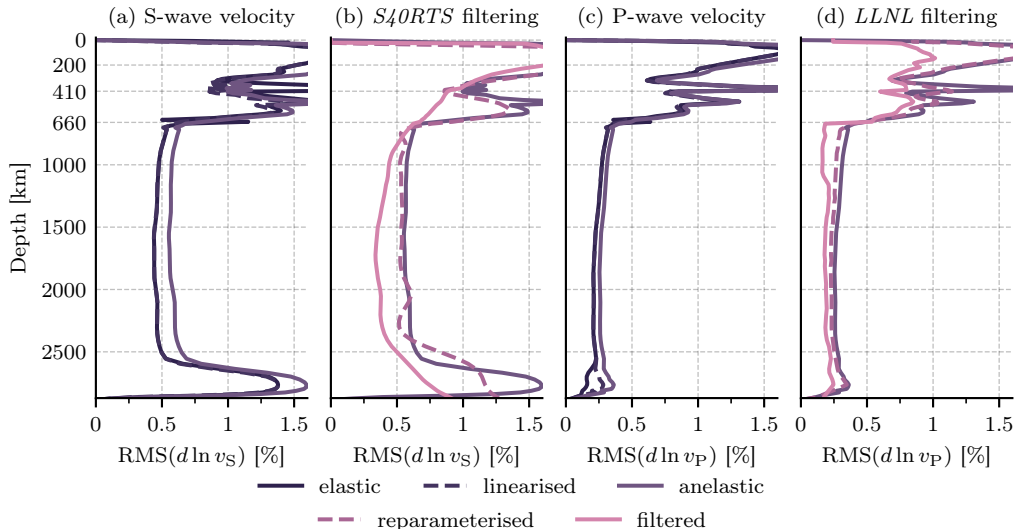 (a) S-wave velocity
(b) S40RTS filtering
(c) P-wave velocity
(d) LLNL filtering
0
200
410
660
1000
1500
2000
2500
Depth [km]
0 0.5 1 1.5
0 0.5 1 1.5
0 0.5 1 1.5
0 0.5 1 1.5
RMS(d ln vS) [%]
RMS(d ln vS) [%]
RMS(d ln vP) [%]
RMS(d ln vP) [%]
elastic linearised anelastic
reparameterised filtered